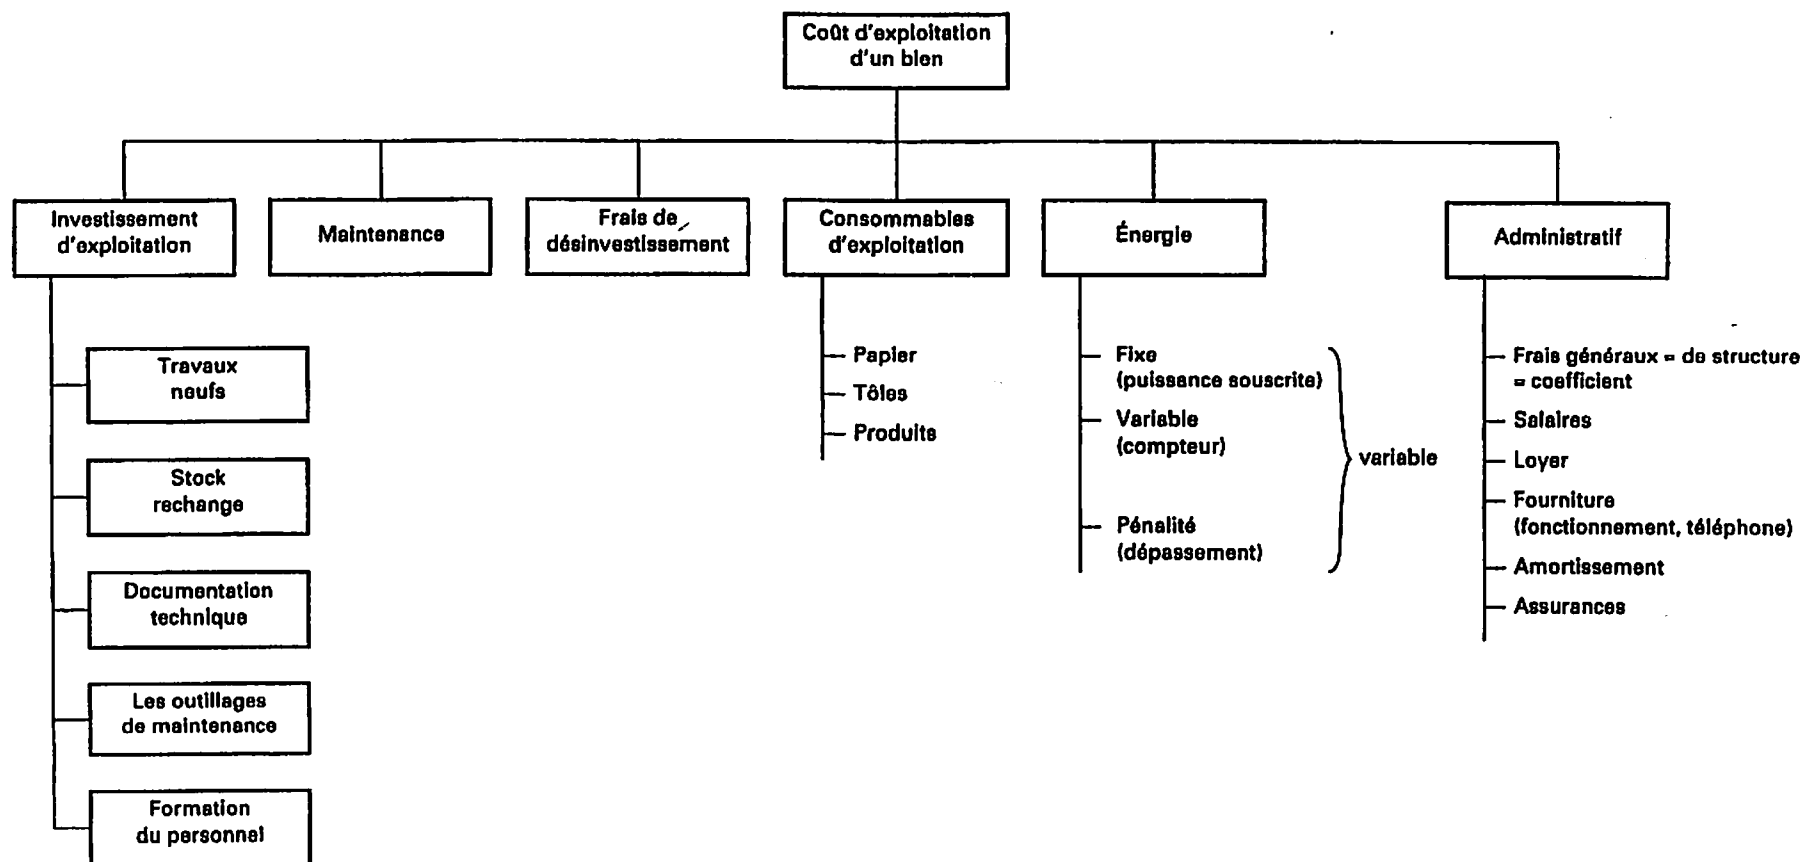 Coût d'exploitation
d'un bien
Investissement
d'exploitation
Maintenance
Frais de
désinvestissement
Consommables
d'exploitation
Énergie
Administratif
Travaux
neufs
Stock
rechange
Documentation
technique
Les outillages
de maintenance
Formation
du personnel
Papier
Tôles
Produits
Fixe
(puissance souscrite)
Variable
(compteur)
Pénalité
(dépassement)
variable
Frais généraux = de structure
= coefficient
Salaires
Loyer
Fourniture
(fonctionnement, téléphone)
Amortissement
Assurances